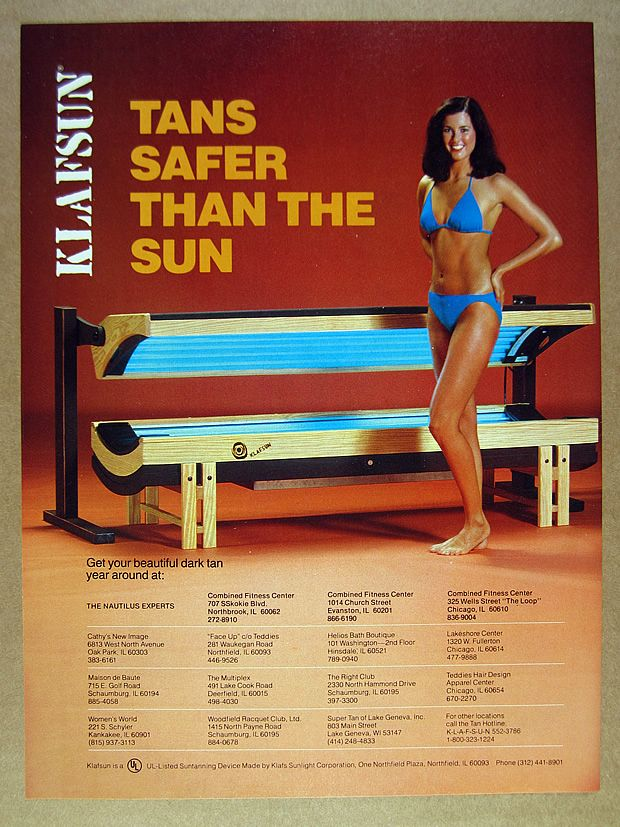 KLAFSUN®
TANS
SAFER
THAN THE
SUN
KLAFSUN
Get your beautiful dark tan
year around at:
THE NAUTILUS EXPERTS
Combined Fitness Center
707 SSkokie Blvd.
Northbrook, IL 60062
272-8910
Combined Fitness Center
1014 Church Street
Evanston, IL 60201
866-6190
Combined Fitness Center
325 Wells Street "The Loop"
Chicago, IL 60610
836-9004
Cathy's New Image
6813 West North Avenue
Oak Park, IL 60303
383-6161
"Face Up" c/o Teddies
281 Waukegan Road
Northfield, IL 60093
446-9526
Helios Bath Boutique
101 Washington—2nd Floor
Hinsdale, IL 60521
789-0940
Lakeshore Center
1320 W. Fullerton
Chicago, IL 60614
477-9888
Maison de Baute
715 E. Golf Road
Schaumburg, IL 60194
885-4058
The Multiplex
491 Lake Cook Road
Deerfield, IL 60015
498-4030
The Right Club
2330 North Hammond Drive
Schaumburg, IL 60195
397-3300
Teddies Hair Design
Apparel Center
Chicago, IL 60654
670-2270
Women's World
221 S. Schyler
Kankakee, IL 60901
(815) 937-3113
Woodfield Racquet Club, Ltd.
1415 North Payne Road
Schaumburg, IL 60195
884-0678
Super Tan of Lake Geneva, Inc.
803 Main Street
Lake Geneva, WI 53147
(414) 248-4833
For other locations
call the Tan Hotline.
K-L-A-F-S-U-N 552-3786
1-800-323-1224
Klafsun is a UL UL-Listed Suntanning Device Made by Klafs Sunlight Corporation, One Northfield Plaza, Northfield, IL 60093 Phone (312) 441-8901